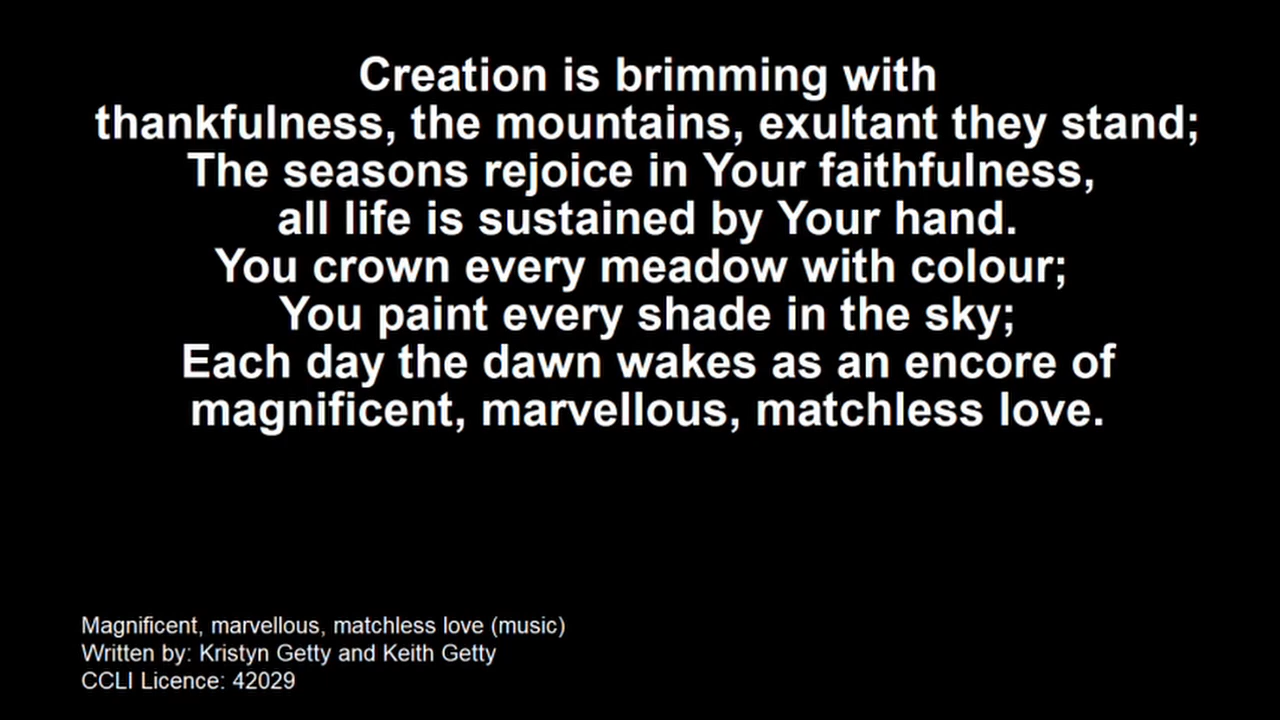 Creation is brimming with
thankfulness, the mountains, exultant they stand;
The seasons rejoice in Your faithfulness,
all life is sustained by Your hand.
You crown every meadow with colour;
You paint every shade in the sky;
Each day the dawn wakes as an encore of
magnificent, marvellous, matchless love.
Magnificent, marvellous, matchless love (music)
Written by: Kristyn Getty and Keith Getty
CCLI Licence: 42029